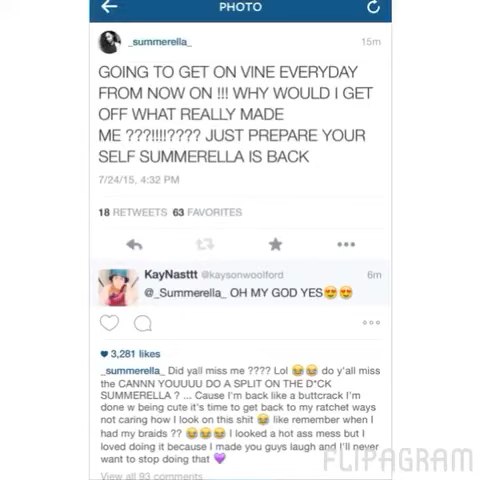 PHOTO
_summerella_ 15m
GOING TO GET ON VINE EVERYDAY
FROM NOW ON !!! WHY WOULD I GET
OFF WHAT REALLY MADE
ME ???!!!!???? JUST PREPARE YOUR
SELF SUMMERELLA IS BACK
7/24/15, 4:32 PM
18 RETWEETS 63 FAVORITES
KayNasttt @kaysonwoolford 6m
@_Summerella_ OH MY GOD YES😍😍
3,281 likes
_summerella_ Did yall miss me ???? Lol 😂😂 do y'all miss
the CANNN YOUUUU DO A SPLIT ON THE D*CK
SUMMERELLA ? ... Cause I'm back like a buttcrack I'm
done w being cute it's time to get back to my ratchet ways
not caring how I look on this shit 😂 like remember when I
had my braids ?? 😂😂😂 I looked a hot ass mess but I
loved doing it because I made you guys laugh and I'll never
want to stop doing that 💜
View all 93 comments
FLIPAGRAM